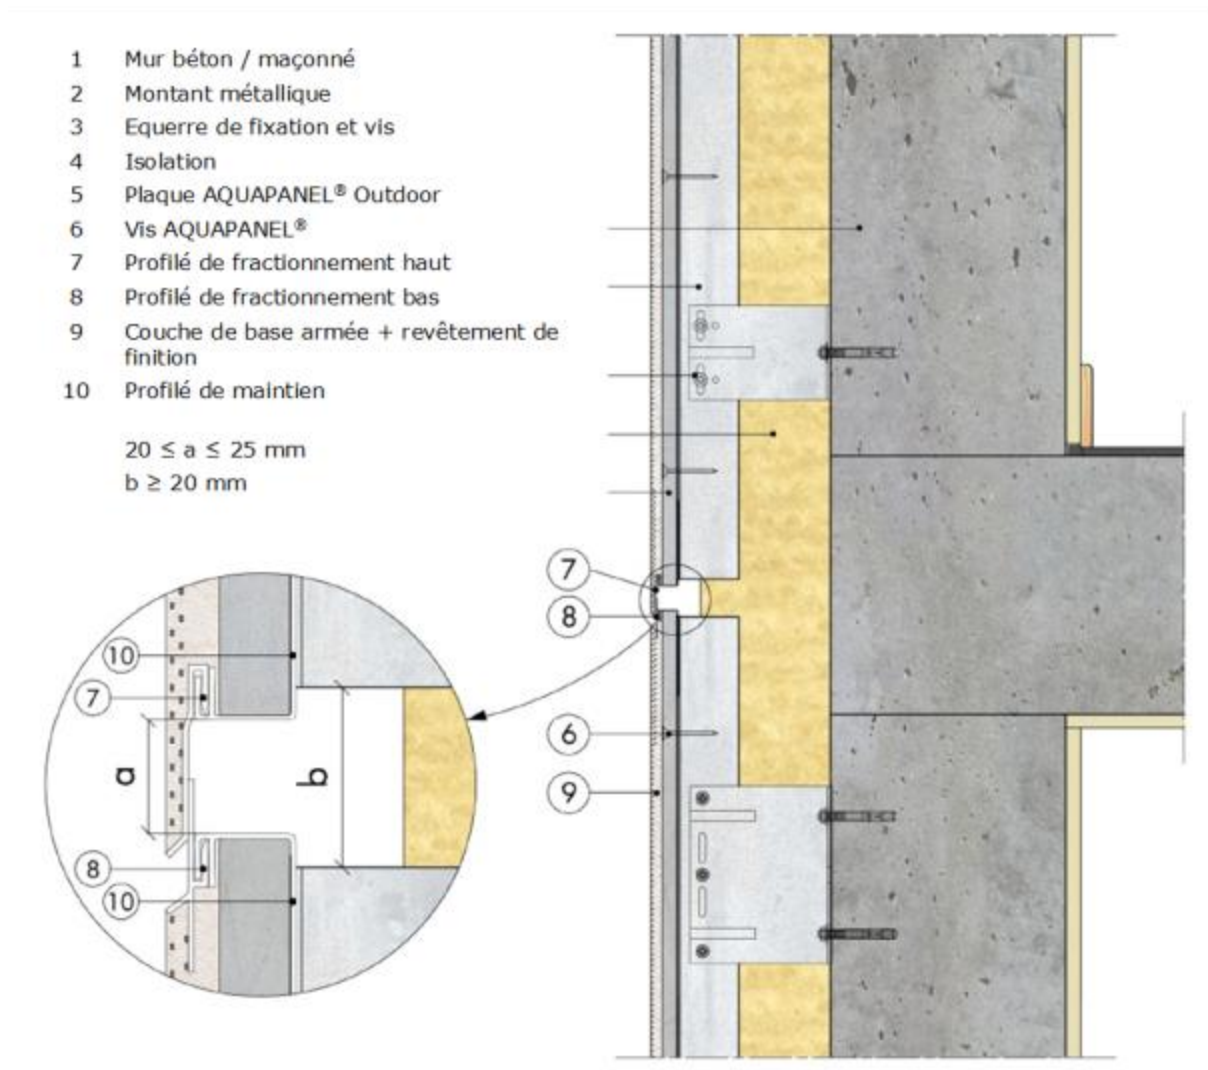 1 Mur béton / maçonné
2 Montant métallique
3 Equerre de fixation et vis
4 Isolation
5 Plaque AQUAPANEL® Outdoor
6 Vis AQUAPANEL®
7 Profilé de fractionnement haut
8 Profilé de fractionnement bas
9 Couche de base armée + revêtement de
finition
10 Profilé de maintien
20 ≤ a ≤ 25 mm
b ≥ 20 mm
7
8
6
9
10
7
a
b
8
10